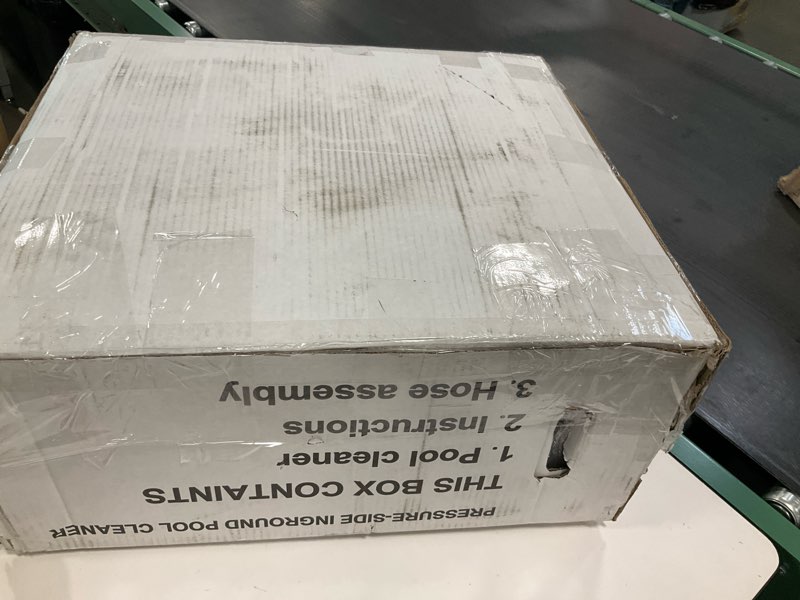 PRESSURE-SIDE INGROUND POOL CLEANER
THIS BOX CONTAINTS
1. Pool cleaner
2. Instructions
3. Hose assembly